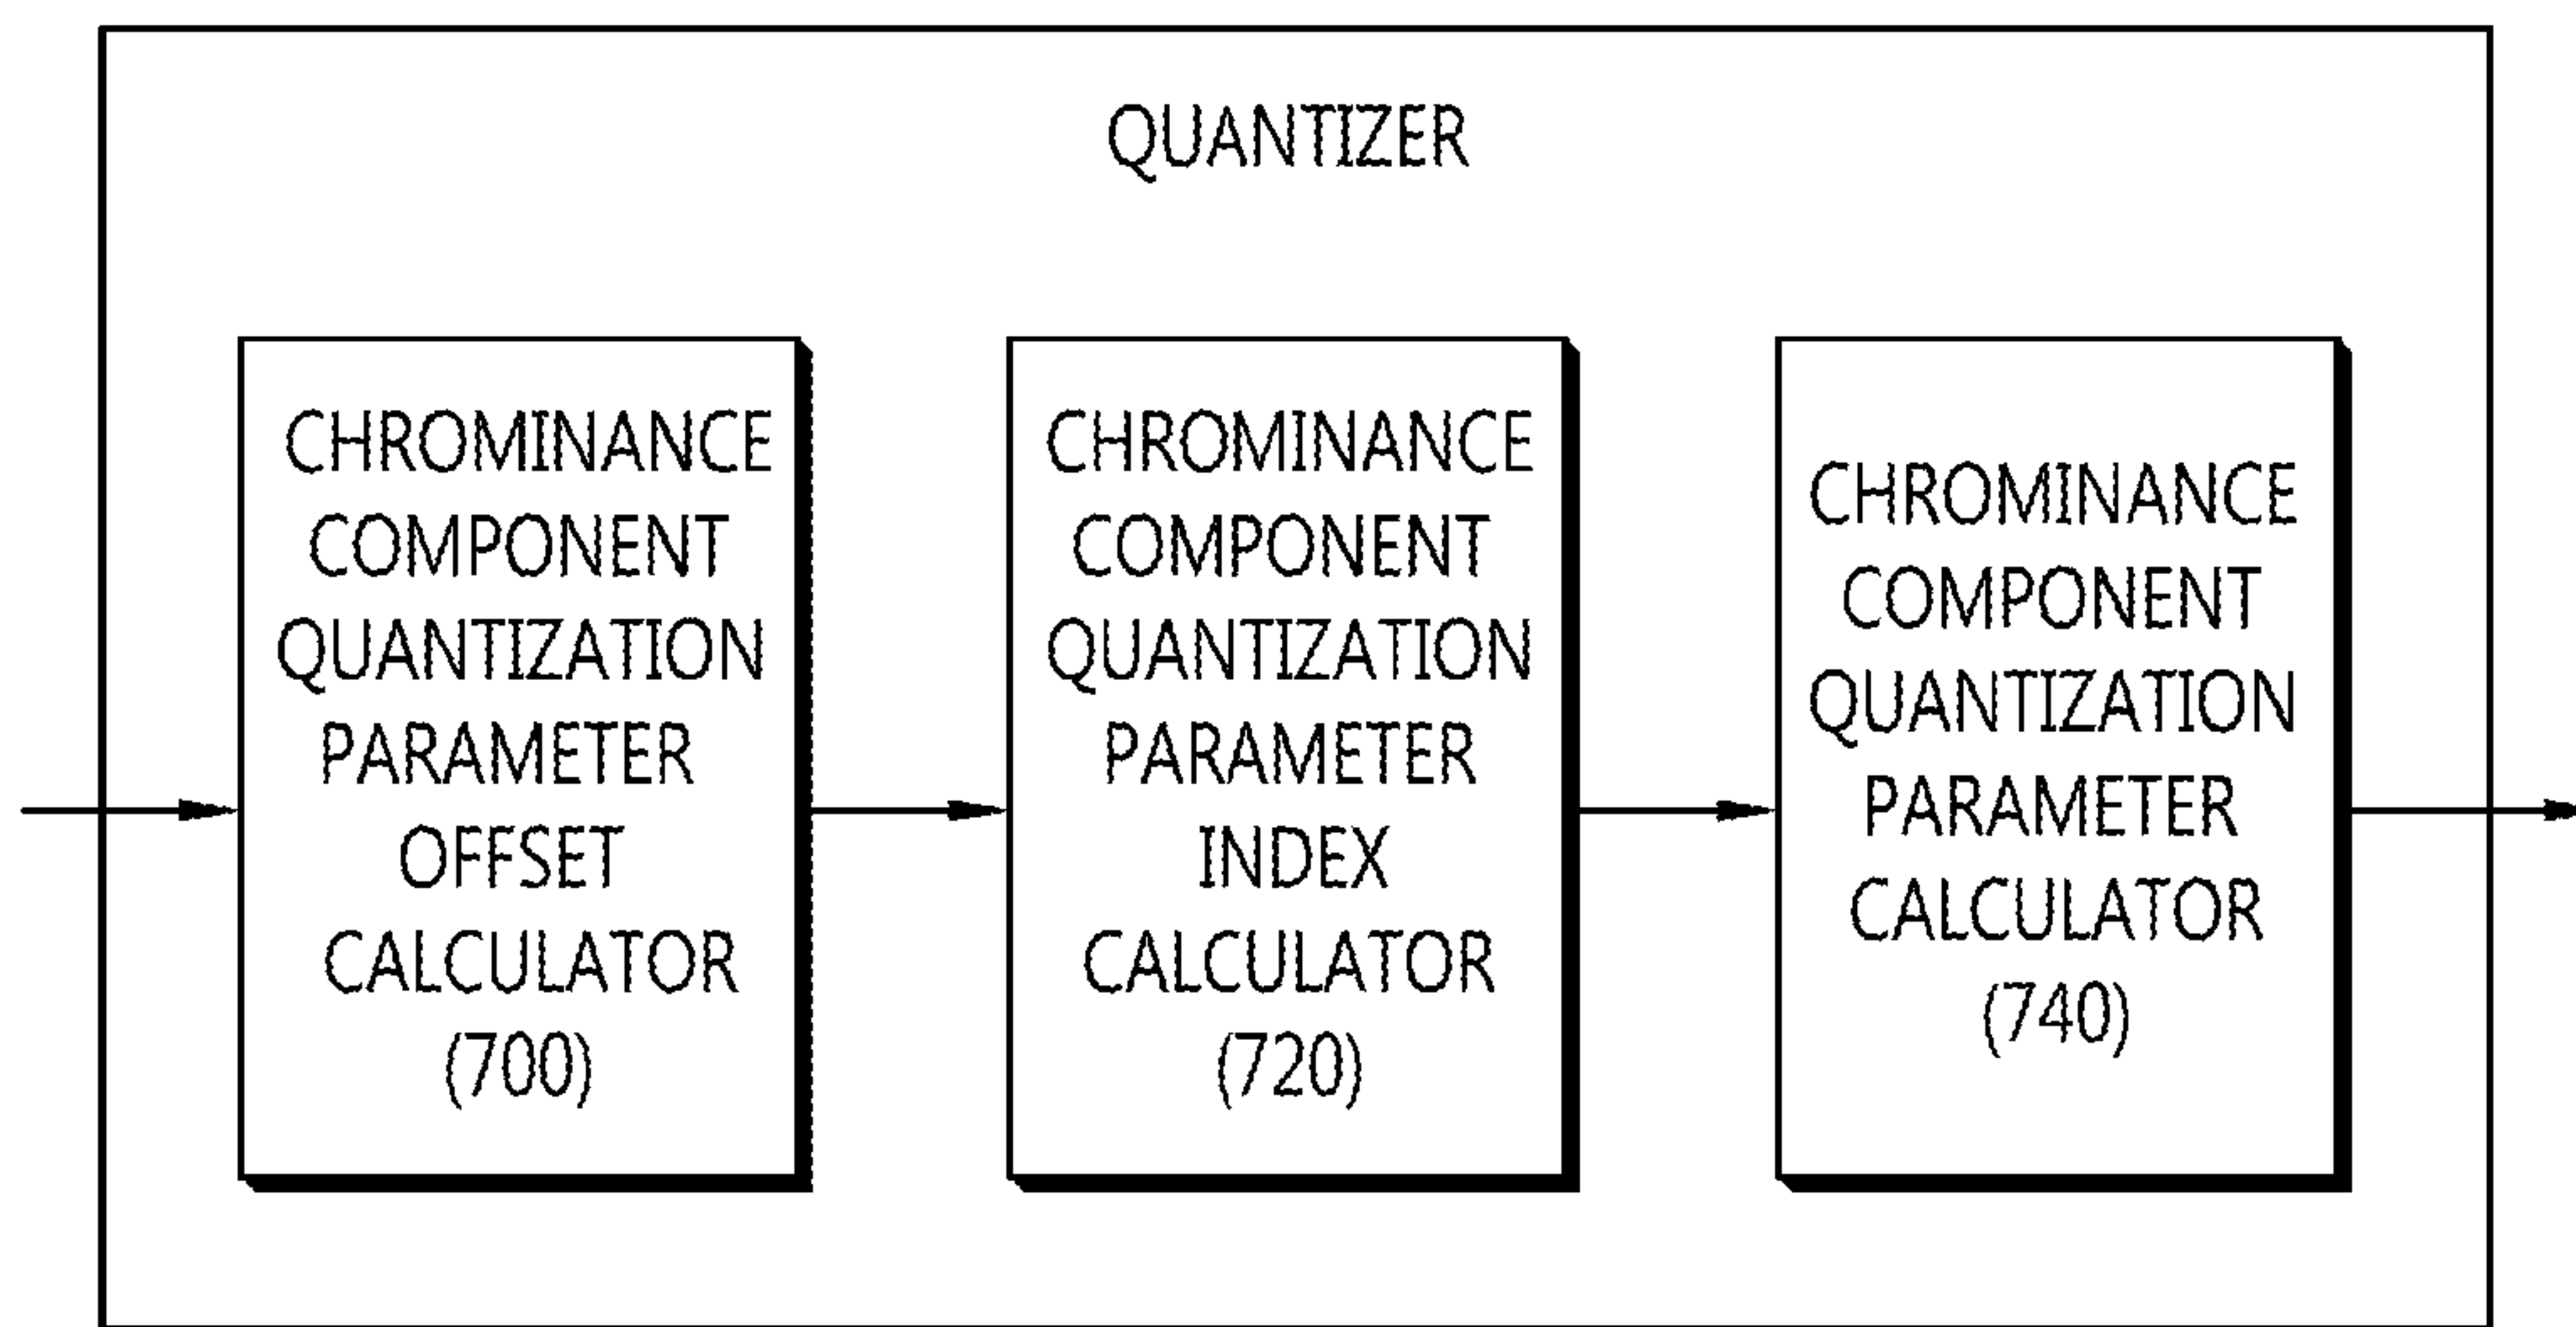 QUANTIZER
CHROMINANCE
COMPONENT
QUANTIZATION
PARAMETER
OFFSET
CALCULATOR
(700)
CHROMINANCE
COMPONENT
QUANTIZATION
PARAMETER
INDEX
CALCULATOR
(720)
CHROMINANCE
COMPONENT
QUANTIZATION
PARAMETER
CALCULATOR
(740)